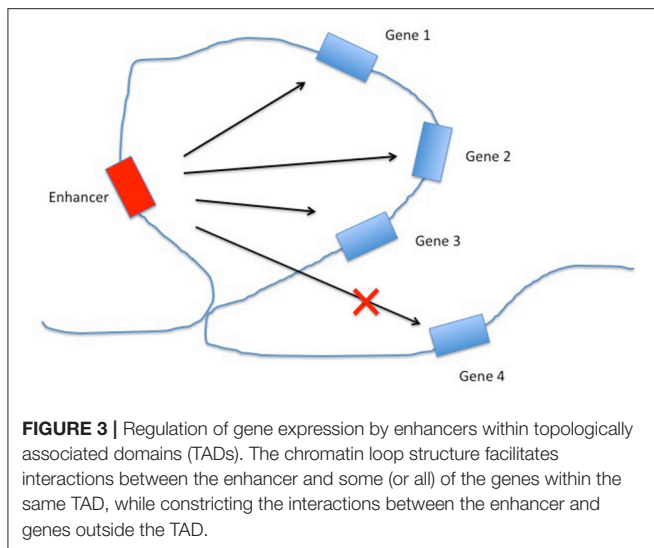 Gene 1
Gene 2
Enhancer
Gene 3
Gene 4
FIGURE 3 | Regulation of gene expression by enhancers within topologically
associated domains (TADs). The chromatin loop structure facilitates
interactions between the enhancer and some (or all) of the genes within the
same TAD, while constricting the interactions between the enhancer and
genes outside the TAD.